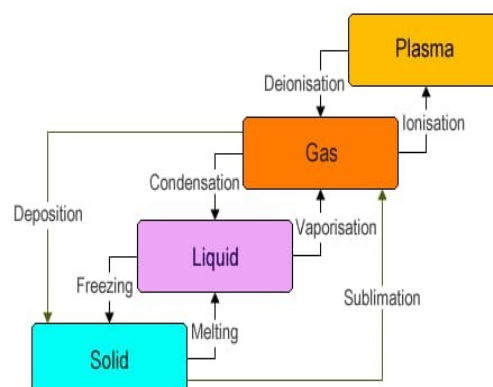 Plasma
Deionisation
Ionisation
Gas
Condensation
Vaporisation
Deposition
Liquid
Freezing
Sublimation
Melting
Solid